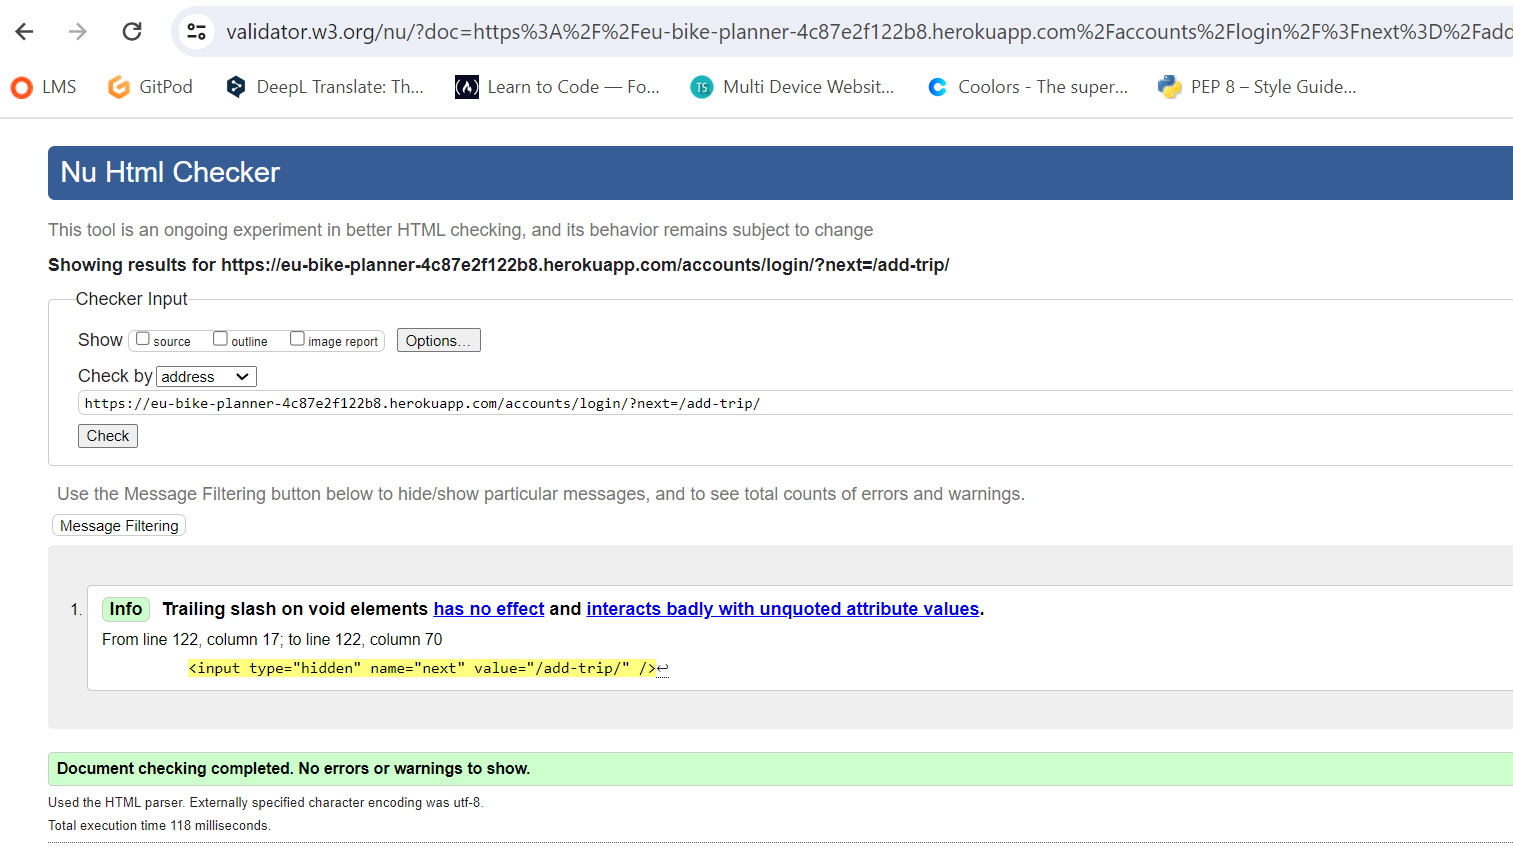 validator.w3.org/nu/?doc=https%3A%2F%2Feu-bike-planner-4c87e2f122b8.herokuapp.com%2Faccounts%2Flogin%2F%3Fnext%3D%2Fadd
LMS GitPod DeepL Translate: Th... Learn to Code — Fo... TS Multi Device Websit... Coolors - The super... PEP 8 – Style Guide...
Nu Html Checker
This tool is an ongoing experiment in better HTML checking, and its behavior remains subject to change
Showing results for https://eu-bike-planner-4c87e2f122b8.herokuapp.com/accounts/login/?next=/add-trip/
Checker Input
Show source outline image report Options...
Check by address
https://eu-bike-planner-4c87e2f122b8.herokuapp.com/accounts/login/?next=/add-trip/
Check
Use the Message Filtering button below to hide/show particular messages, and to see total counts of errors and warnings.
Message Filtering
1. Info Trailing slash on void elements has no effect and interacts badly with unquoted attribute values.
From line 122, column 17; to line 122, column 70
<input type="hidden" name="next" value="/add-trip/" />↩
Document checking completed. No errors or warnings to show.
Used the HTML parser. Externally specified character encoding was utf-8.
Total execution time 118 milliseconds.